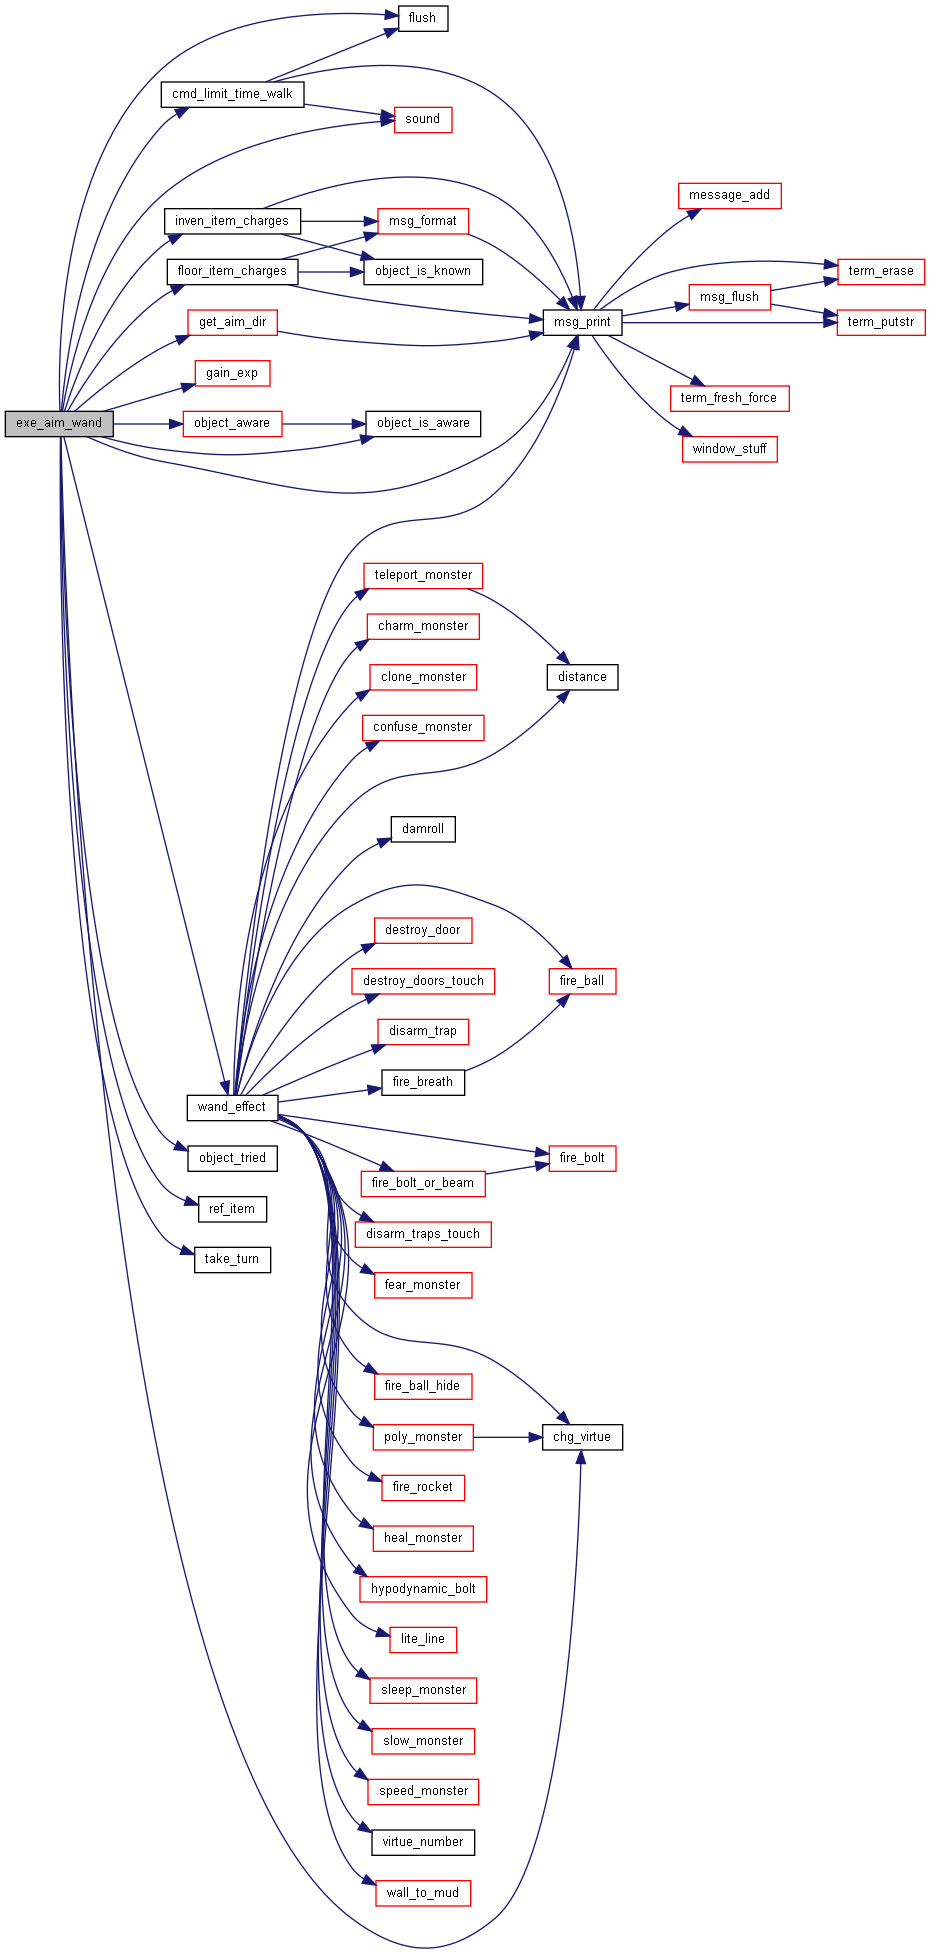 flush
cmd_limit_time_walk
sound
message_add
inven_item_charges
msg_format
floor_item_charges
object_is_known
term_erase
msg_flush
get_aim_dir
msg_print
term_putstr
gain_exp
term_fresh_force
exe_aim_wand
object_aware
object_is_aware
window_stuff
teleport_monster
charm_monster
clone_monster
distance
confuse_monster
damroll
destroy_door
destroy_doors_touch
fire_ball
disarm_trap
fire_breath
wand_effect
object_tried
fire_bolt
fire_bolt_or_beam
ref_item
disarm_traps_touch
take_turn
fear_monster
fire_ball_hide
poly_monster
chg_virtue
fire_rocket
heal_monster
hypodynamic_bolt
lite_line
sleep_monster
slow_monster
speed_monster
virtue_number
wall_to_mud